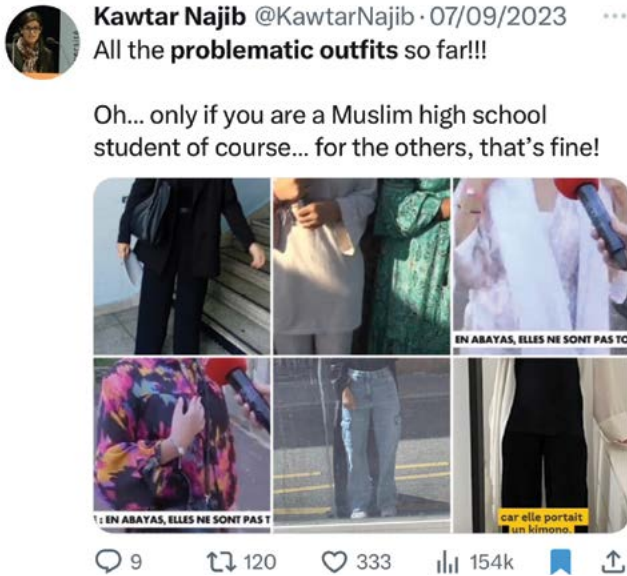 Kawtar Najib @KawtarNajib · 07/09/2023 ...
All the problematic outfits so far!!!
Oh... only if you are a Muslim high school
student of course... for the others, that's fine!
EN ABAYAS, ELLES NE SONT PAS TO
: EN ABAYAS, ELLES NE SONT PAS T
car elle portait
un kimono.
9 120 333 154k